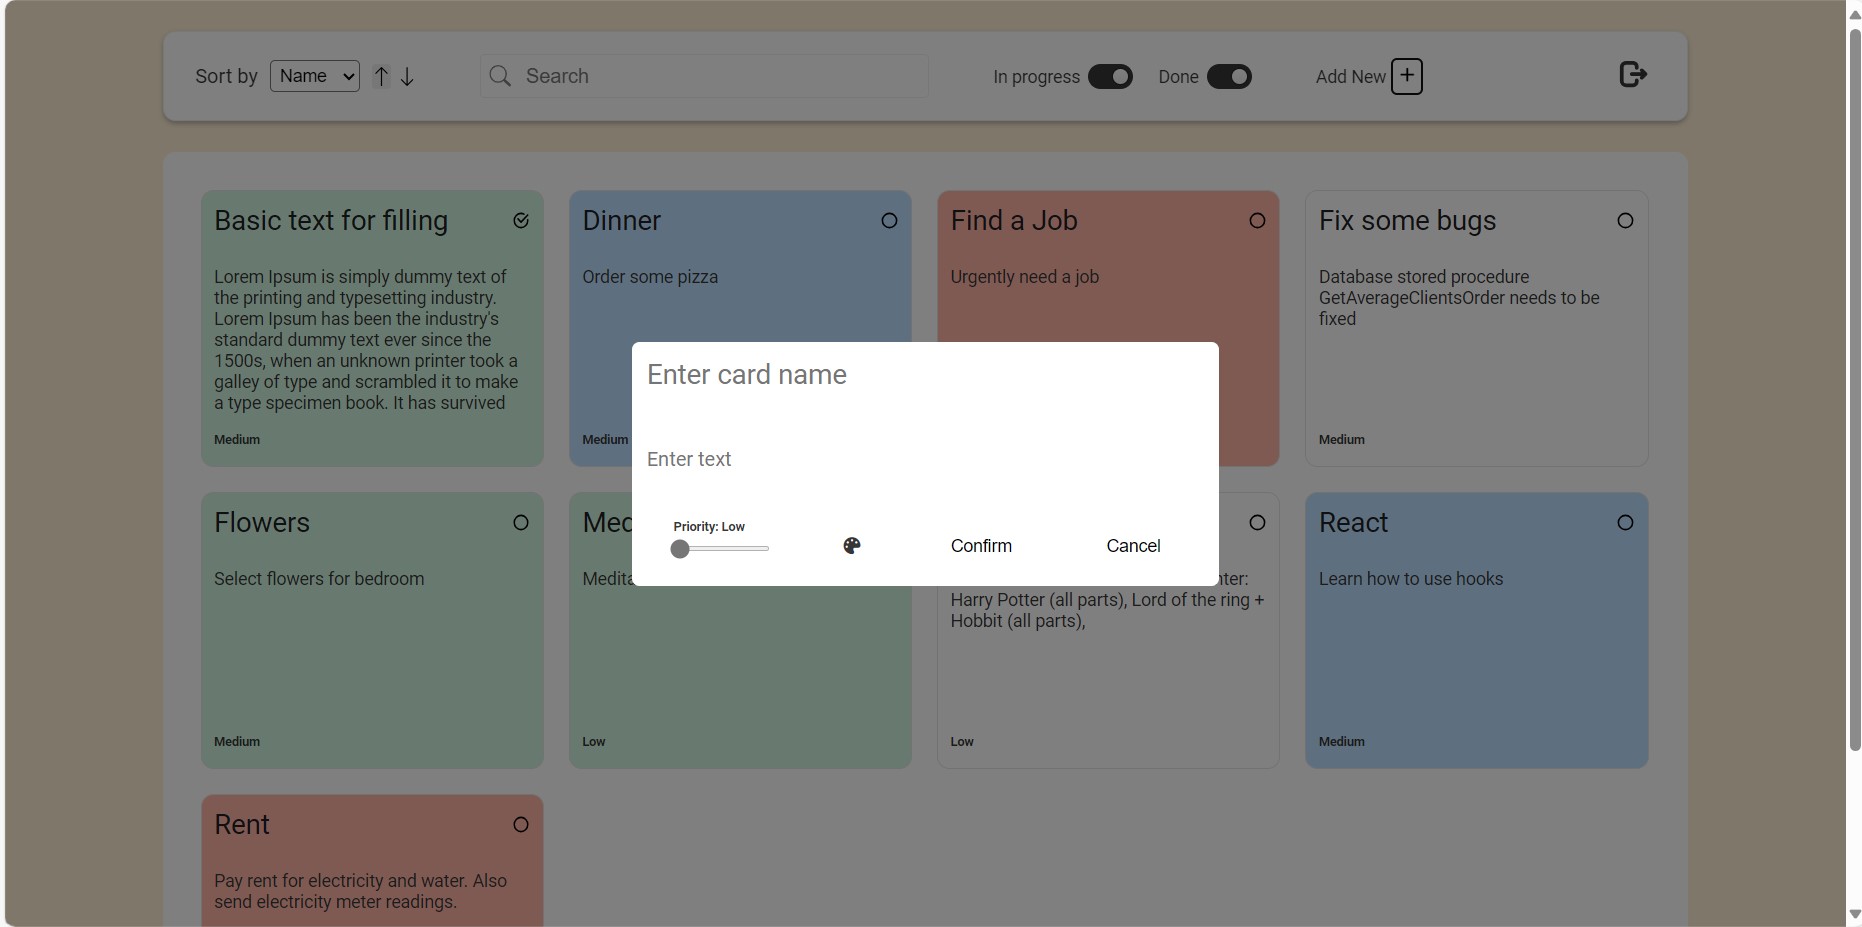 Sort by Name Search In progress Done Add New
Basic text for filling
Lorem Ipsum is simply dummy text of
the printing and typesetting industry.
Lorem Ipsum has been the industry's
standard dummy text ever since the
1500s, when an unknown printer took a
galley of type and scrambled it to make
a type specimen book. It has survived
Medium
Dinner
Order some pizza
Medium
Find a Job
Urgently need a job
Fix some bugs
Database stored procedure
GetAverageClientsOrder needs to be
fixed
Medium
Enter card name
Enter text
Priority: Low
Confirm
Cancel
Flowers
Select flowers for bedroom
Medium
Low
Harry Potter (all parts), Lord of the ring +
Hobbit (all parts),
Low
React
Learn how to use hooks
Medium
Rent
Pay rent for electricity and water. Also
send electricity meter readings.